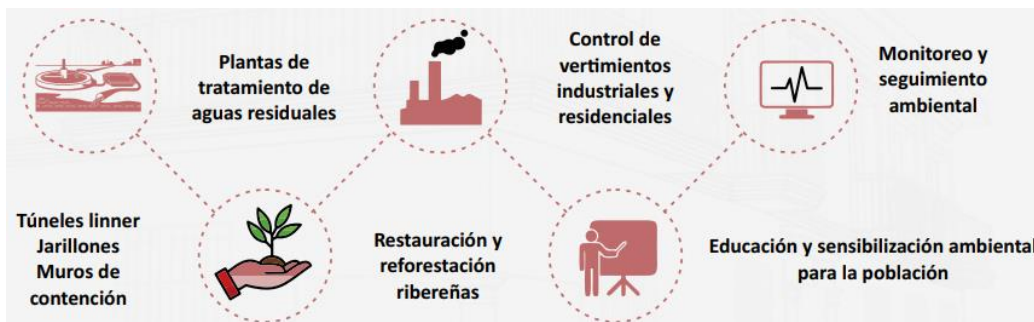 Plantas de
tratamiento de
aguas residuales
Control de
vertimientos
industriales y
residenciales
Monitoreo y
seguimiento
ambiental
Túneles linner
Jarillones
Muros de
contención
Restauración y
reforestación
ribereñas
Educación y sensibilización ambiental
para la población